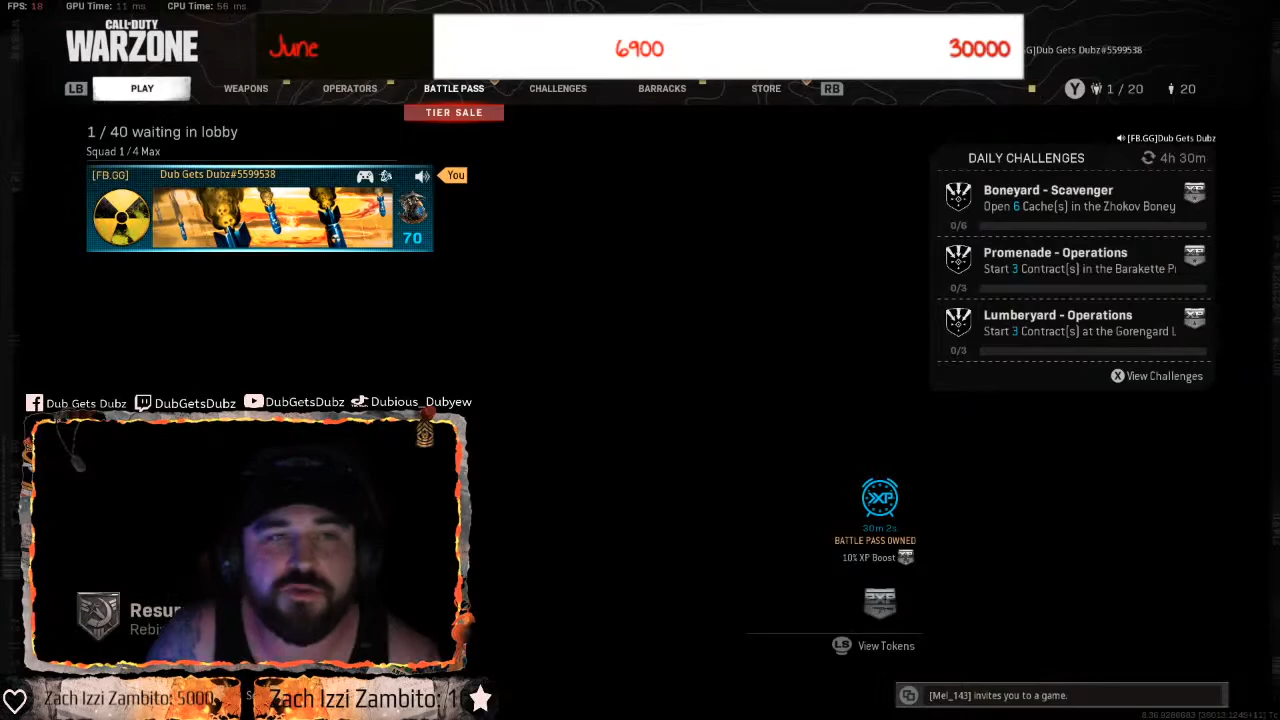 FPS: 18 GPU Time: 11 ms CPU Time: 56 ms
CALL OF DUTY
WARZONE
June 6900 30000
G]Dub Gets Dubz#5599538
LB PLAY WEAPONS OPERATORS BATTLE PASS CHALLENGES BARRACKS STORE RB
Y 1 / 20 20
TIER SALE
1 / 40 waiting in lobby
Squad 1 / 4 Max
[FB.GG] Dub Gets Dubz#5599538
You
70
[FB.GG]Dub Gets Dubz
DAILY CHALLENGES 4h 30m
Boneyard - Scavenger
Open 6 Cache(s) in the Zhokov Boney
0/6
Promenade - Operations
Start 3 Contract(s) in the Barakette P
0/3
Lumberyard - Operations
Start 3 Contract(s) at the Gorengard L
0/3
X View Challenges
Dub Gets Dubz DubGetsDubz DubGetsDubz Dubious_Dubyew
XP
30m 2s
BATTLE PASS OWNED
10% XP Boost
Resur
Rebi
LS View Tokens
Zach Izzi Zambito: 5000 S Zach Izzi Zambito: 1
[Mel_143] invites you to a game.